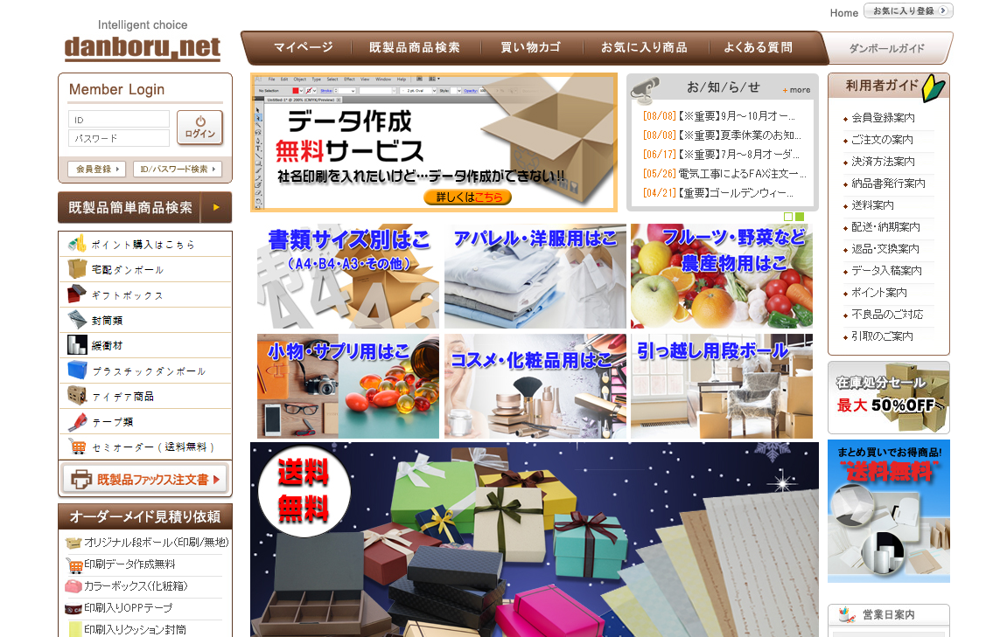 Home
お気に入り登録
Intelligent choice
danboru.net
マイページ
既製品商品検索
買い物カゴ
お気に入り商品
よくある質問
ダンボールガイド
Member Login
ID
パスワード
ログイン
会員登録
ID/パスワード検索
既製品簡単商品検索
ポイント購入はこちら
宅配ダンボール
ギフトボックス
封筒類
緩衝材
プラスチックダンボール
アイデア商品
テープ類
セミオーダー ( 送料無料 )
既製品ファックス注文書
オーダーメイド見積り依頼
オリジナル段ボール(印刷/無地)
印刷データ作成無料
カラーボックス(化粧箱)
印刷入りOPPテープ
印刷入りクッション封筒
File Edit Object Type Select Effect View Window Help
No Selection
Stroke:
2 pt. Oval
Style:
Opacity:
Untitled-1* @ 100% (CMYK/Preview)
データ作成
無料サービス
社名印刷を入れたいけど…データ作成ができない!!
詳しくはこちら
お/知/ら/せ
+ more
[08/08]【※重要】9月〜10月オー...
[08/08]【※重要】夏季休業のお知...
[06/17]【※重要】7月〜8月オーダ...
[05/26] 電気工事によるFAX注文一...
[04/21]【重要】ゴールデンウィー...
書類サイズ別はこ
(A4・B4・A3・その他)
A4
A3
アパレル・洋服用はこ
フルーツ・野菜など
農産物用はこ
小物・サプリ用はこ
コスメ・化粧品用はこ
引っ越し用段ボール
送料
無料
利用者ガイド
会員登録案内
ご注文の案内
決済方法案内
納品書発行案内
送料案内
配送・納期案内
返品・交換案内
データ入稿案内
ポイント案内
不良品のご対応
引取のご案内
在庫処分セール
最大 50%OFF
まとめ買いでお得商品!
"送料無料"
営業日案内